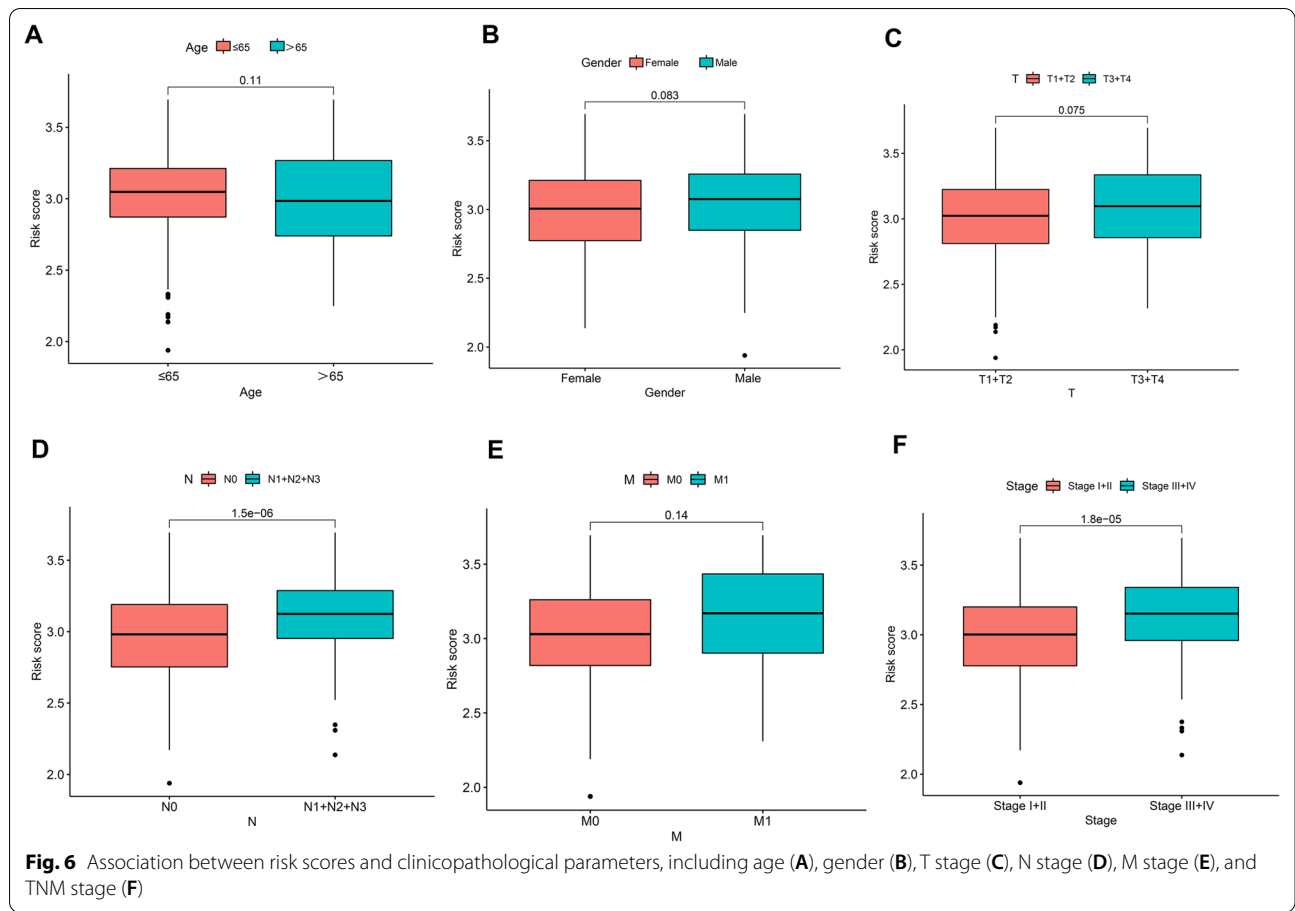 A
Age ≤65 >65
0.11
Risk score
3.5
3.0
2.5
2.0
≤65 >65
Age
B
Gender Female Male
0.083
Risk score
3.5
3.0
2.5
2.0
Female Male
Gender
C
T T1+T2 T3+T4
0.075
Risk score
3.5
3.0
2.5
2.0
T1+T2 T3+T4
T
D
N N0 N1+N2+N3
1.5e−06
Risk score
3.5
3.0
2.5
2.0
N0 N1+N2+N3
N
E
M M0 M1
0.14
Risk score
3.5
3.0
2.5
2.0
M0 M1
M
F
Stage Stage I+II Stage III+IV
1.8e−05
Risk score
3.5
3.0
2.5
2.0
Stage I+II Stage III+IV
Stage
Fig. 6 Association between risk scores and clinicopathological parameters, including age (A), gender (B), T stage (C), N stage (D), M stage (E), and
TNM stage (F)